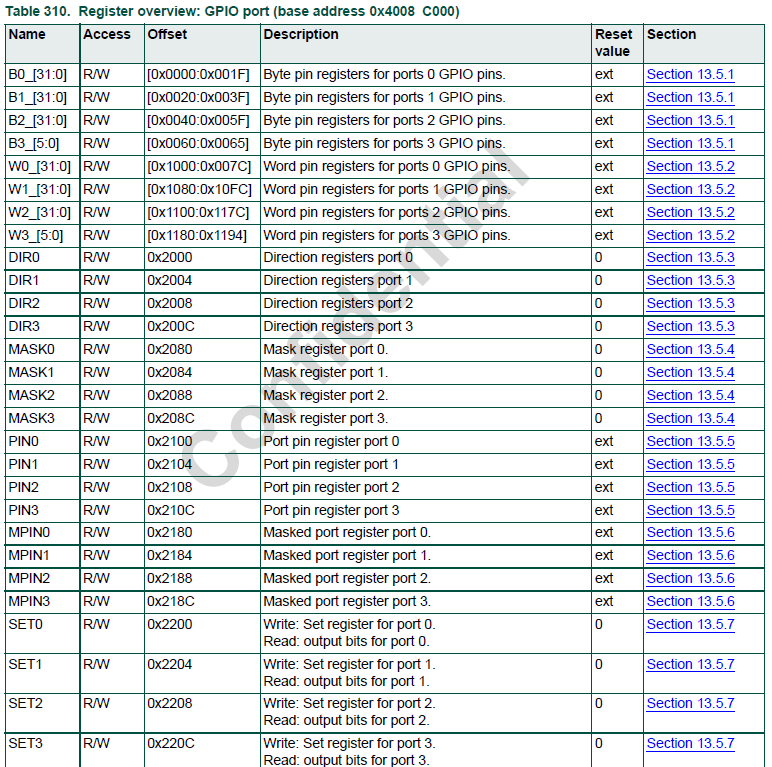 Table 310. Register overview: GPIO port (base address 0x4008 C000)
Name Access Offset Description Reset value Section
B0_[31:0] R/W [0x0000:0x001F] Byte pin registers for ports 0 GPIO pins. ext Section 13.5.1
B1_[31:0] R/W [0x0020:0x003F] Byte pin registers for ports 1 GPIO pins. ext Section 13.5.1
B2_[31:0] R/W [0x0040:0x005F] Byte pin registers for ports 2 GPIO pins. ext Section 13.5.1
B3_[5:0] R/W [0x0060:0x0065] Byte pin registers for ports 3 GPIO pins. ext Section 13.5.1
W0_[31:0] R/W [0x1000:0x007C] Word pin registers for ports 0 GPIO pins. ext Section 13.5.2
W1_[31:0] R/W [0x1080:0x10FC] Word pin registers for ports 1 GPIO pins. ext Section 13.5.2
W2_[31:0] R/W [0x1100:0x117C] Word pin registers for ports 2 GPIO pins. ext Section 13.5.2
W3_[5:0] R/W [0x1180:0x1194] Word pin registers for ports 3 GPIO pins. ext Section 13.5.2
DIR0 R/W 0x2000 Direction registers port 0 0 Section 13.5.3
DIR1 R/W 0x2004 Direction registers port 1 0 Section 13.5.3
DIR2 R/W 0x2008 Direction registers port 2 0 Section 13.5.3
DIR3 R/W 0x200C Direction registers port 3 0 Section 13.5.3
MASK0 R/W 0x2080 Mask register port 0. 0 Section 13.5.4
MASK1 R/W 0x2084 Mask register port 1. 0 Section 13.5.4
MASK2 R/W 0x2088 Mask register port 2. 0 Section 13.5.4
MASK3 R/W 0x208C Mask register port 3. 0 Section 13.5.4
PIN0 R/W 0x2100 Port pin register port 0 ext Section 13.5.5
PIN1 R/W 0x2104 Port pin register port 1 ext Section 13.5.5
PIN2 R/W 0x2108 Port pin register port 2 ext Section 13.5.5
PIN3 R/W 0x210C Port pin register port 3 ext Section 13.5.5
MPIN0 R/W 0x2180 Masked port register port 0. ext Section 13.5.6
MPIN1 R/W 0x2184 Masked port register port 1. ext Section 13.5.6
MPIN2 R/W 0x2188 Masked port register port 2. ext Section 13.5.6
MPIN3 R/W 0x218C Masked port register port 3. ext Section 13.5.6
SET0 R/W 0x2200 Write: Set register for port 0. 0 Section 13.5.7
Read: output bits for port 0.
SET1 R/W 0x2204 Write: Set register for port 1. 0 Section 13.5.7
Read: output bits for port 1.
SET2 R/W 0x2208 Write: Set register for port 2. 0 Section 13.5.7
Read: output bits for port 2.
SET3 R/W 0x220C Write: Set register for port 3. 0 Section 13.5.7
Read: output bits for port 3.
Confidential